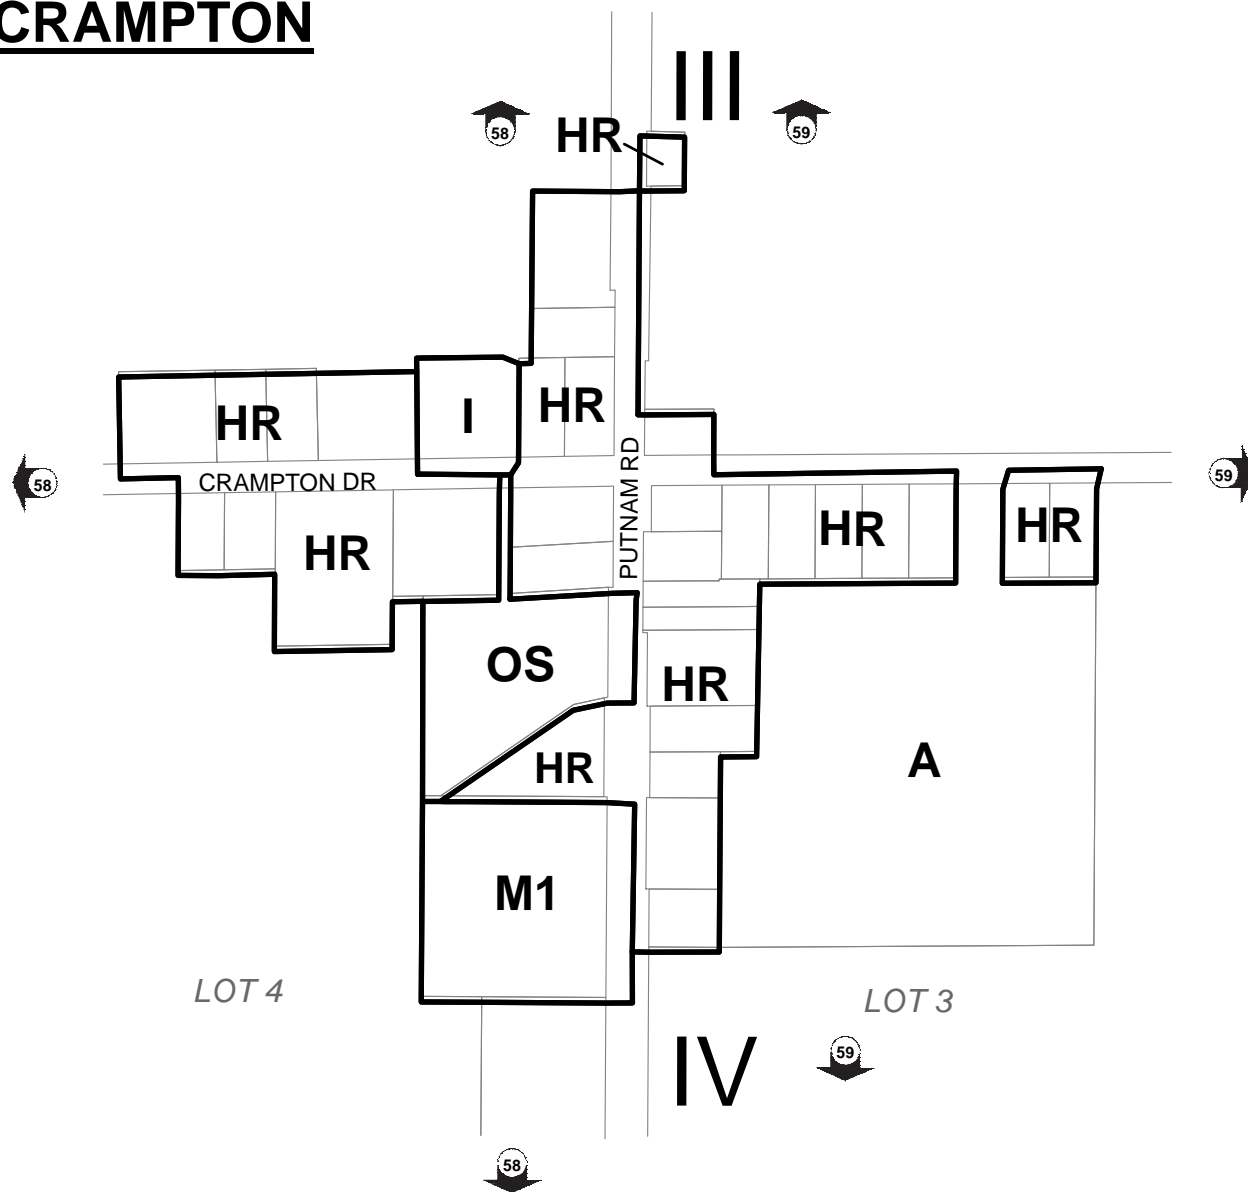 CRAMPTON
III
58
HR
59
HR
I
HR
58
CRAMPTON DR
PUTNAM RD
59
HR
HR
HR
OS
HR
HR
A
M1
LOT 4
LOT 3
IV
59
58